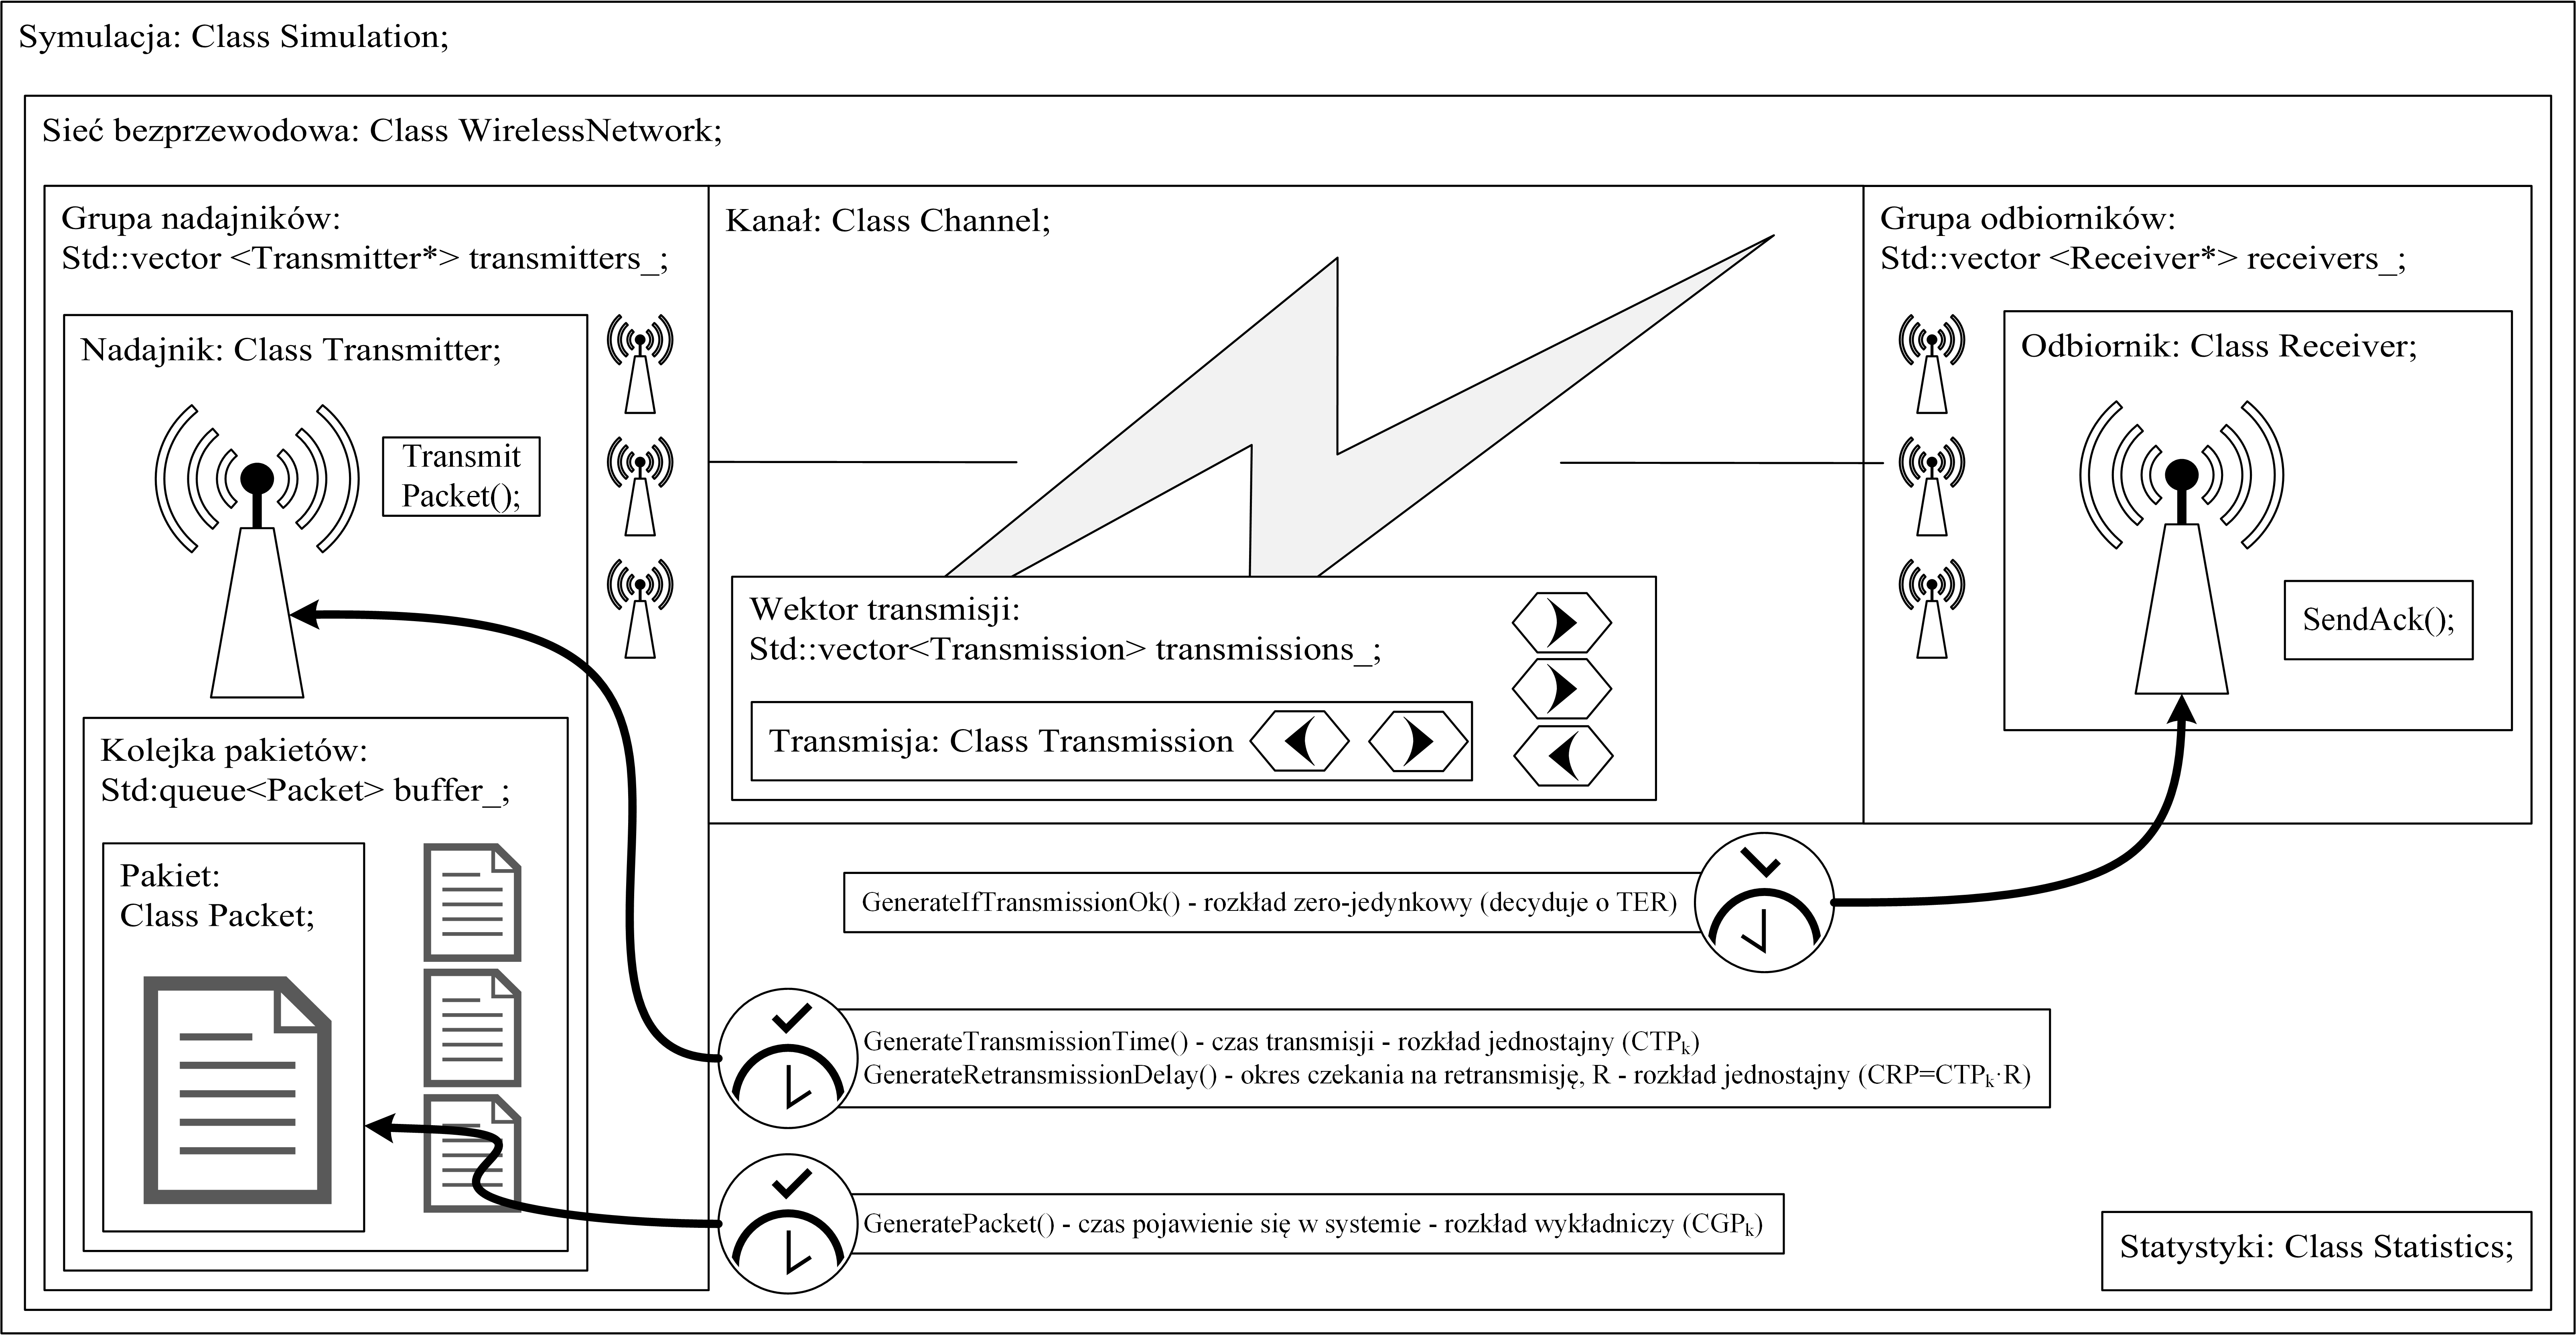 Symulacja: Class Simulation;
Sieć bezprzewodowa: Class WirelessNetwork;
Grupa nadajników:
Std::vector <Transmitter*> transmitters_;
Nadajnik: Class Transmitter;
Transmit
Packet();
Kolejka pakietów:
Std:queue<Packet> buffer_;
Pakiet:
Class Packet;
Kanał: Class Channel;
Wektor transmisji:
Std::vector<Transmission> transmissions_;
Transmisja: Class Transmission
Grupa odbiorników:
Std::vector <Receiver*> receivers_;
Odbiornik: Class Receiver;
SendAck();
GenerateIfTransmissionOk() - rozkład zero-jedynkowy (decyduje o TER)
GenerateTransmissionTime() - czas transmisji - rozkład jednostajny (CTPₖ)
GenerateRetransmissionDelay() - okres czekania na retransmisję, R - rozkład jednostajny (CRP=CTPₖ·R)
GeneratePacket() - czas pojawienie się w systemie - rozkład wykładniczy (CGPₖ)
Statystyki: Class Statistics;